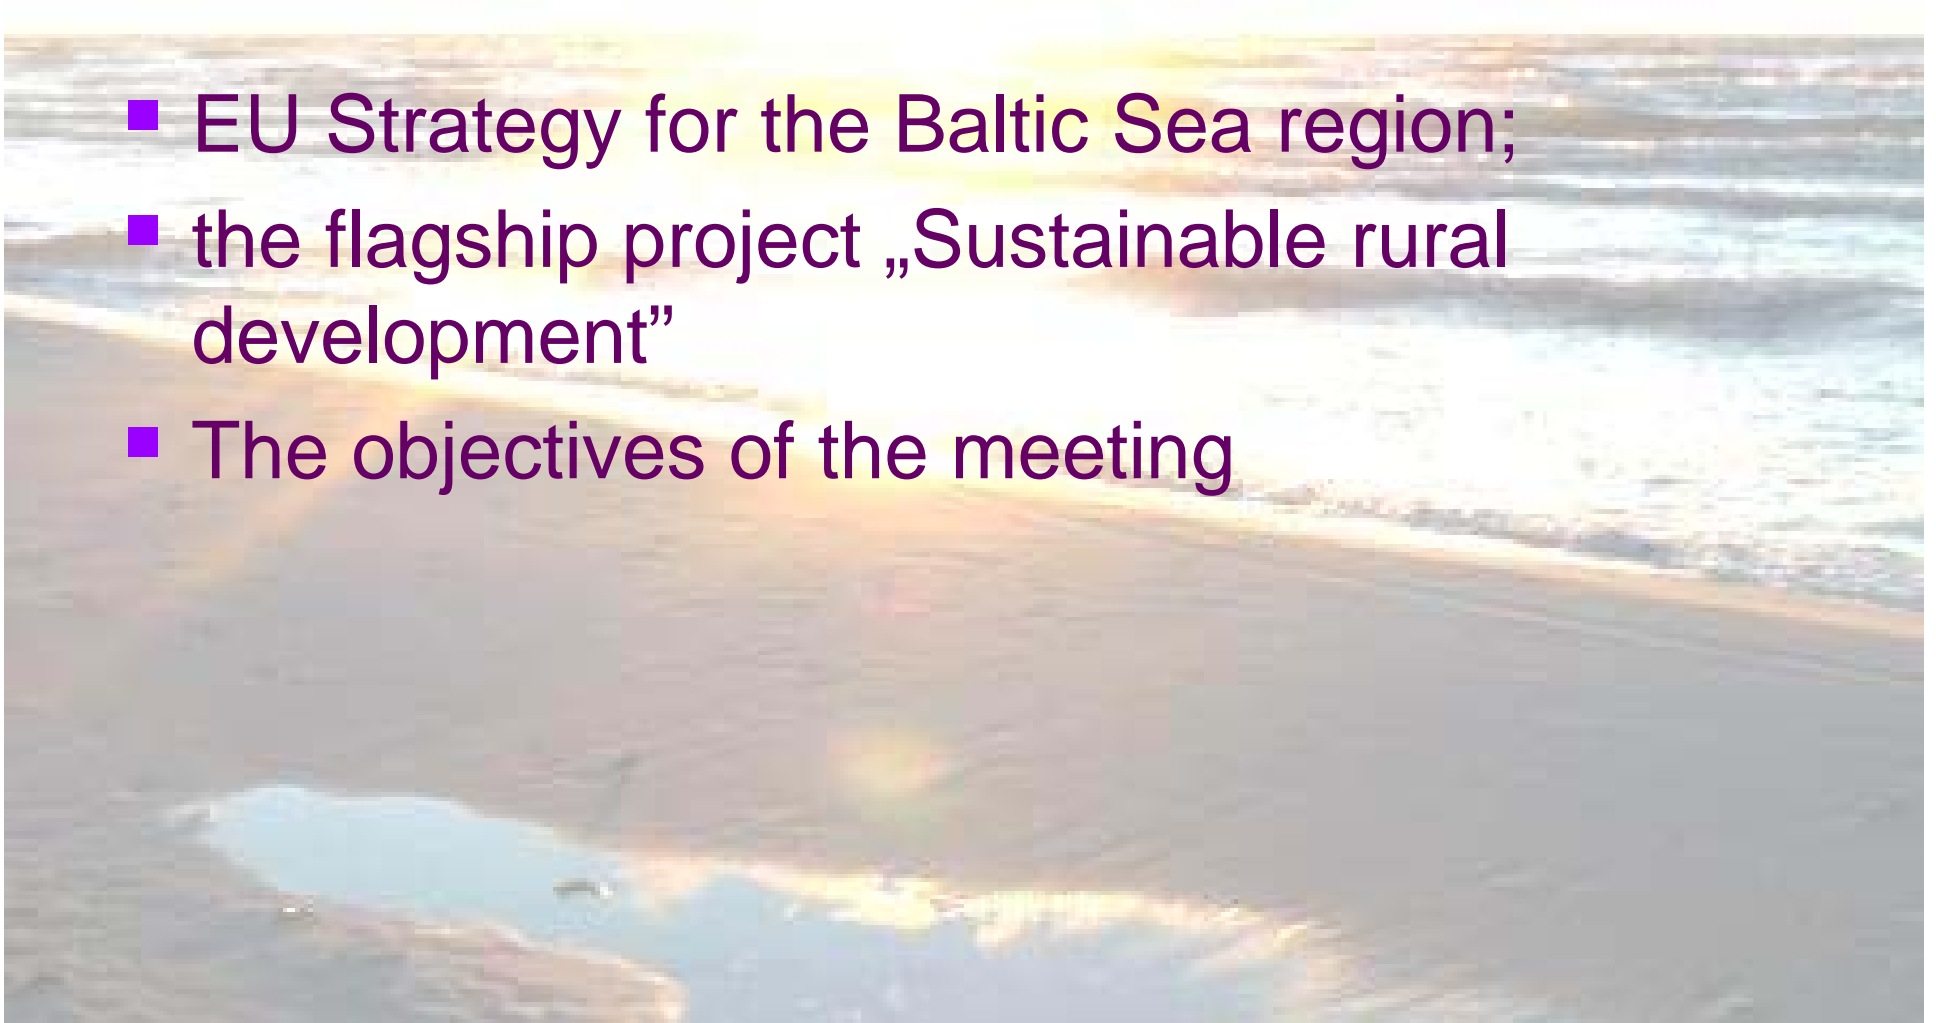 ▪ EU Strategy for the Baltic Sea region;
▪ the flagship project „Sustainable rural
development”
▪ The objectives of the meeting